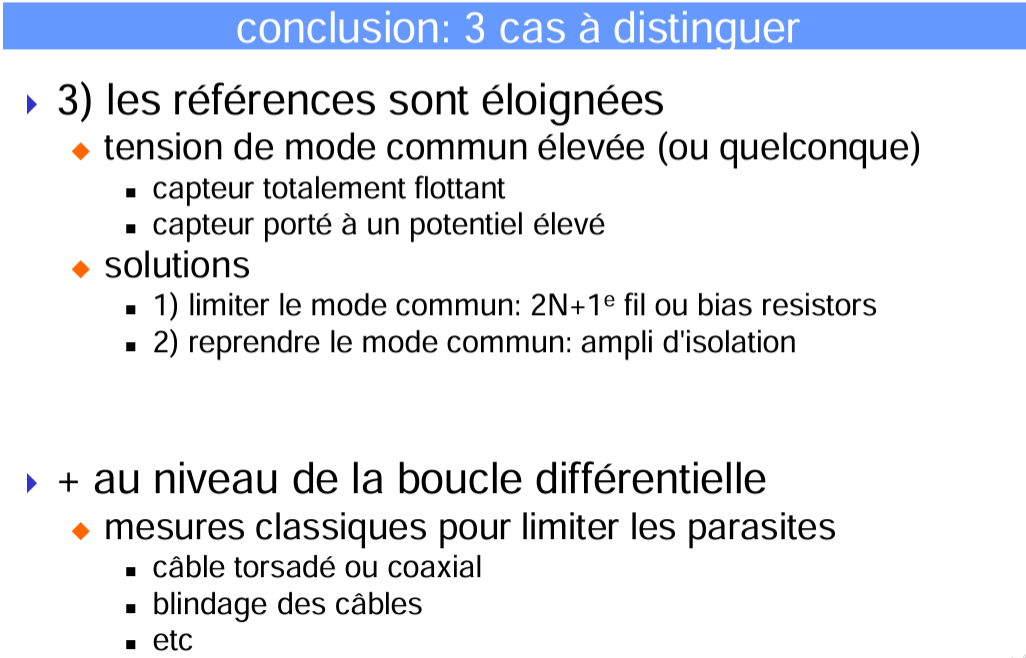 conclusion: 3 cas à distinguer
3) les références sont éloignées
tension de mode commun élevée (ou quelconque)
capteur totalement flottant
capteur porté à un potentiel élevé
solutions
1) limiter le mode commun: 2N+1ᵉ fil ou bias resistors
2) reprendre le mode commun: ampli d'isolation
+ au niveau de la boucle différentielle
mesures classiques pour limiter les parasites
câble torsadé ou coaxial
blindage des câbles
etc